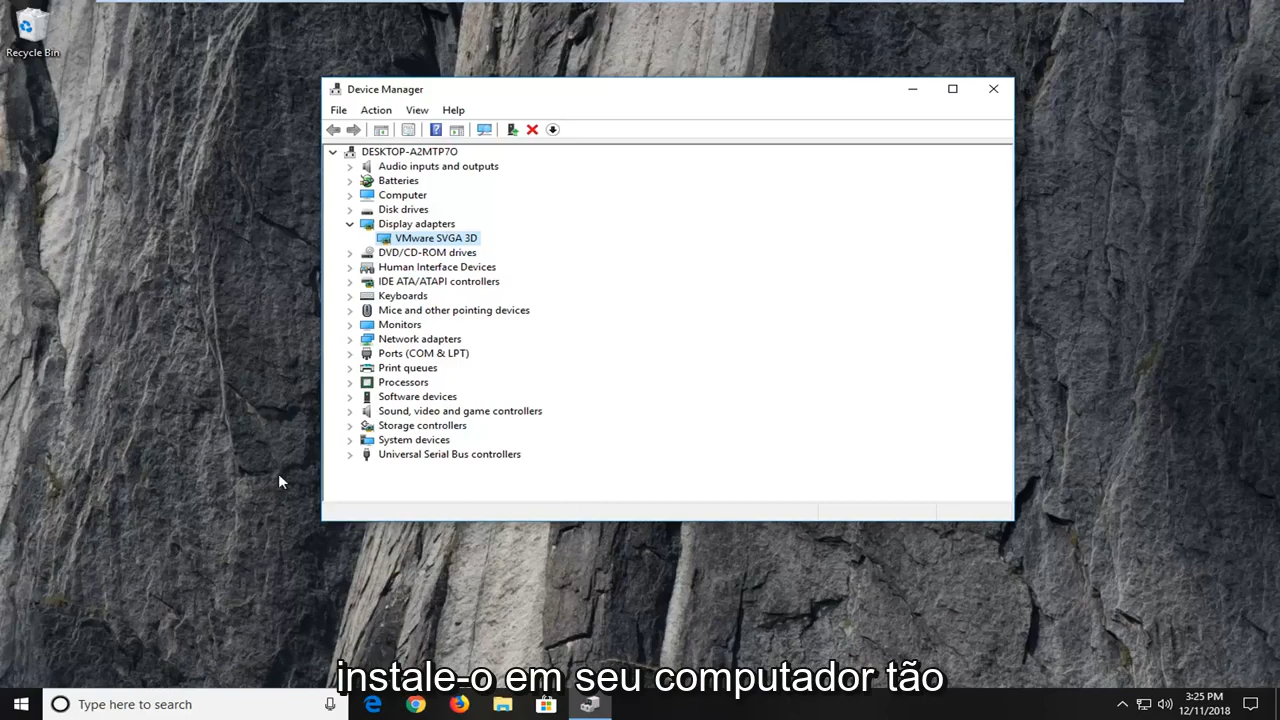 Recycle Bin
Device Manager
File Action View Help
DESKTOP-A2MTP7O
Audio inputs and outputs
Batteries
Computer
Disk drives
Display adapters
VMware SVGA 3D
DVD/CD-ROM drives
Human Interface Devices
IDE ATA/ATAPI controllers
Keyboards
Mice and other pointing devices
Monitors
Network adapters
Ports (COM & LPT)
Print queues
Processors
Software devices
Sound, video and game controllers
Storage controllers
System devices
Universal Serial Bus controllers
instale-o em seu computador tão
Type here to search
3:25 PM
12/11/2018